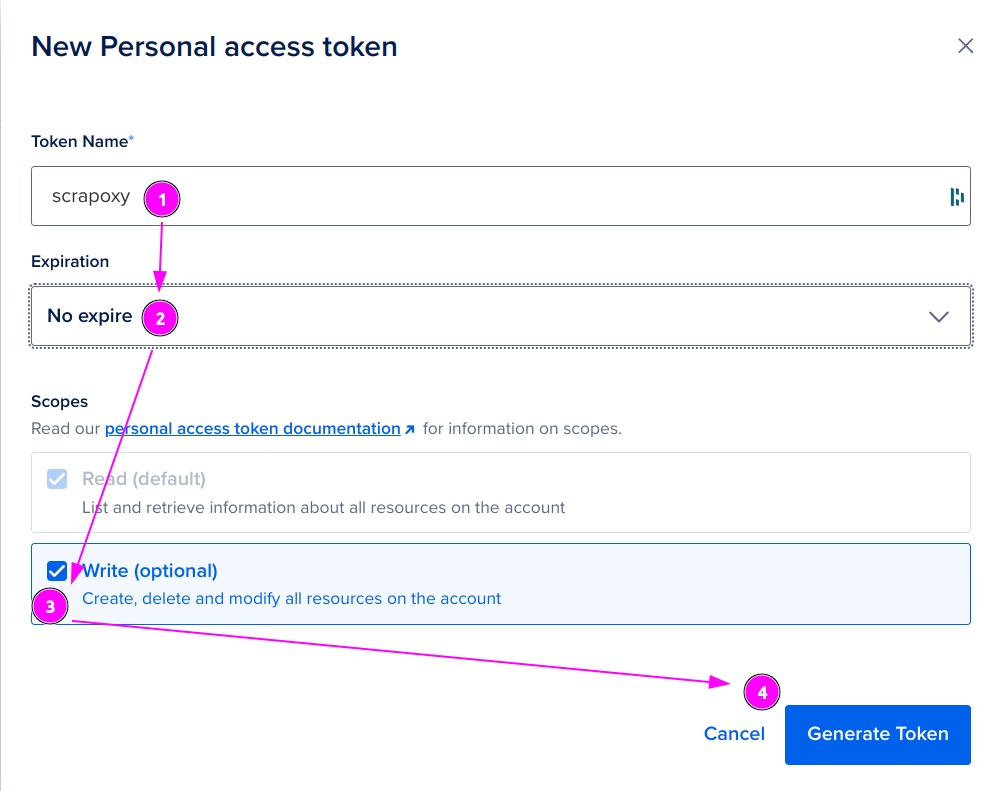 New Personal access token
Token Name*
scrapoxy 1
Expiration
No expire 2
Scopes
Read our personal access token documentation for information on scopes.
Read (default)
List and retrieve information about all resources on the account
Write (optional)
3 Create, delete and modify all resources on the account
4
Cancel Generate Token